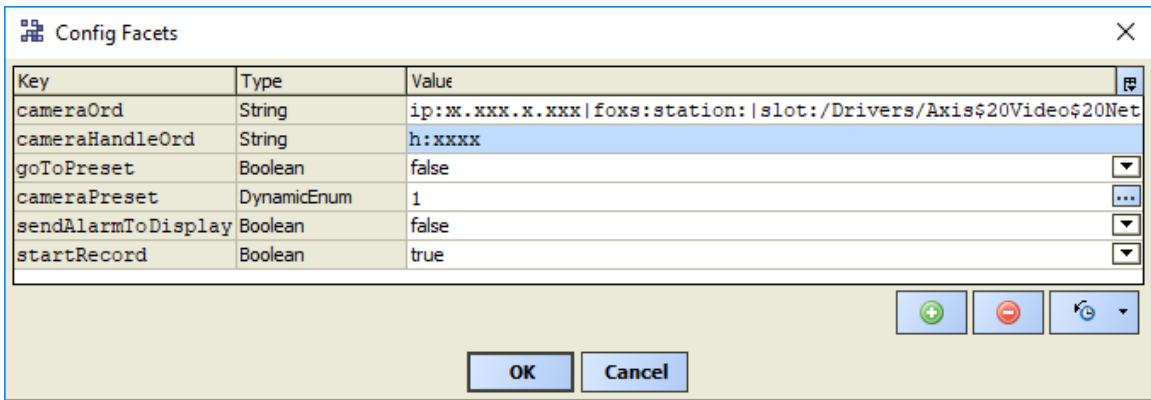 Config Facets
Key Type Value
cameraOrd String ip:x.xxx.x.xxx|foxs:station:|slot:/Drivers/Axis$20Video$20Net
cameraHandleOrd String h:xxxx
goToPreset Boolean false
cameraPreset DynamicEnum 1
sendAlarmToDisplay Boolean false
startRecord Boolean true
OK Cancel